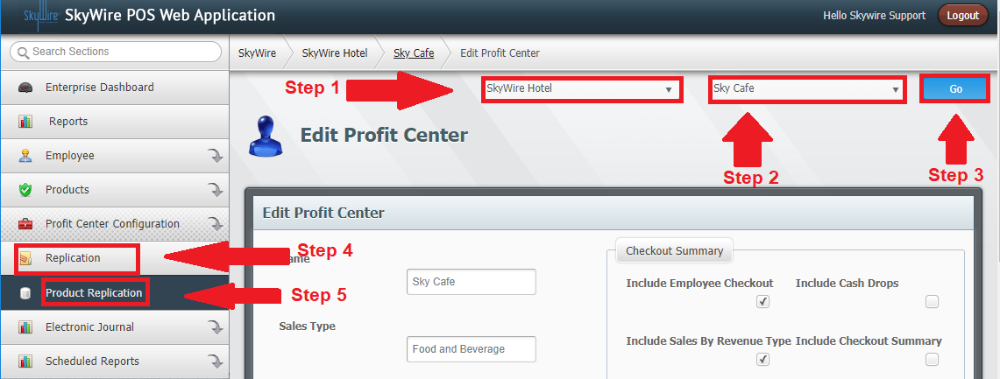 SkyWire SkyWire POS Web Application
Hello Skywire Support
Logout
Search Sections
SkyWire
SkyWire Hotel
Sky Cafe
Edit Profit Center
Step 1
SkyWire Hotel
Sky Cafe
Go
Step 2
Step 3
Edit Profit Center
Enterprise Dashboard
Reports
Employee
Products
Profit Center Configuration
Replication
Step 4
Product Replication
Step 5
Electronic Journal
Scheduled Reports
Edit Profit Center
ame
Sky Cafe
Sales Type
Food and Beverage
Checkout Summary
Include Employee Checkout
Include Cash Drops
Include Sales By Revenue Type
Include Checkout Summary